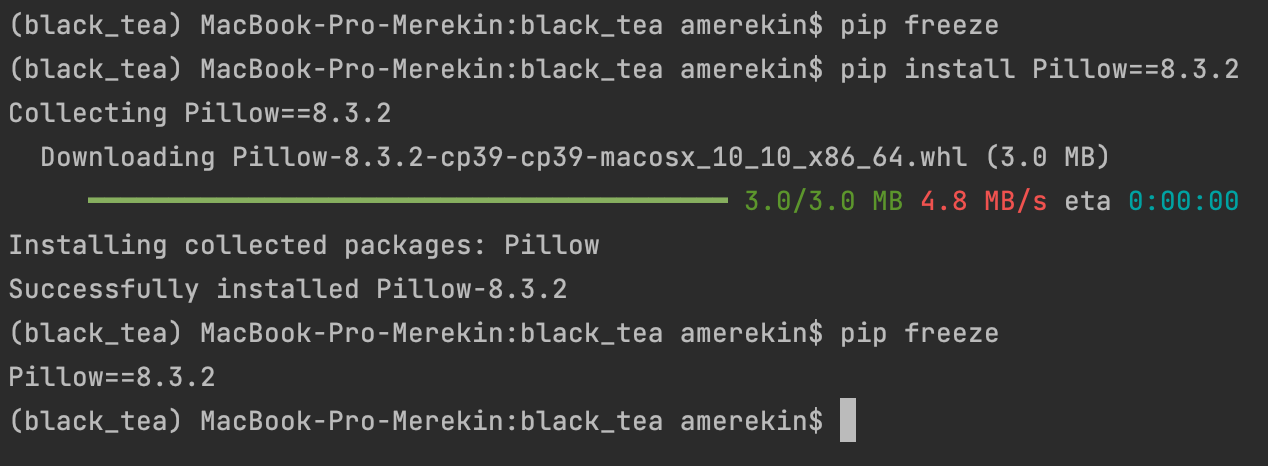 (black_tea) MacBook-Pro-Merekin:black_tea amerekin$ pip freeze
(black_tea) MacBook-Pro-Merekin:black_tea amerekin$ pip install Pillow==8.3.2
Collecting Pillow==8.3.2
  Downloading Pillow-8.3.2-cp39-cp39-macosx_10_10_x86_64.whl (3.0 MB)
3.0/3.0 MB 4.8 MB/s eta 0:00:00
Installing collected packages: Pillow
Successfully installed Pillow-8.3.2
(black_tea) MacBook-Pro-Merekin:black_tea amerekin$ pip freeze
Pillow==8.3.2
(black_tea) MacBook-Pro-Merekin:black_tea amerekin$